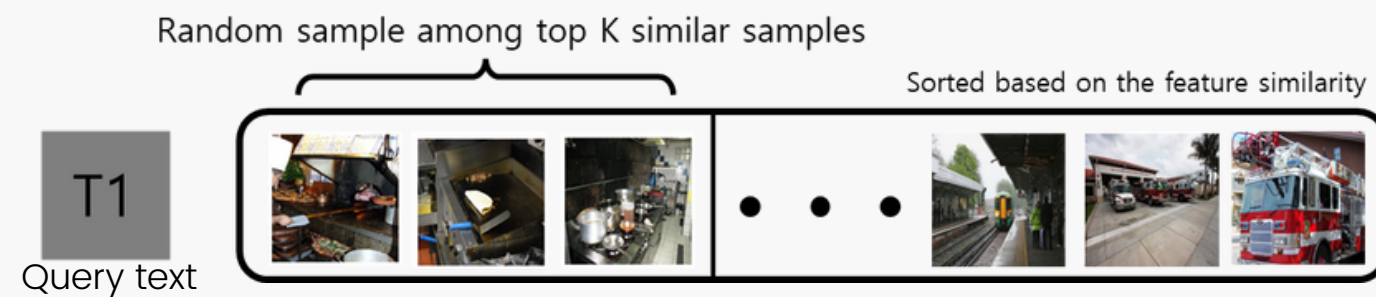 Random sample among top K similar samples
Sorted based on the feature similarity
T1
Query text